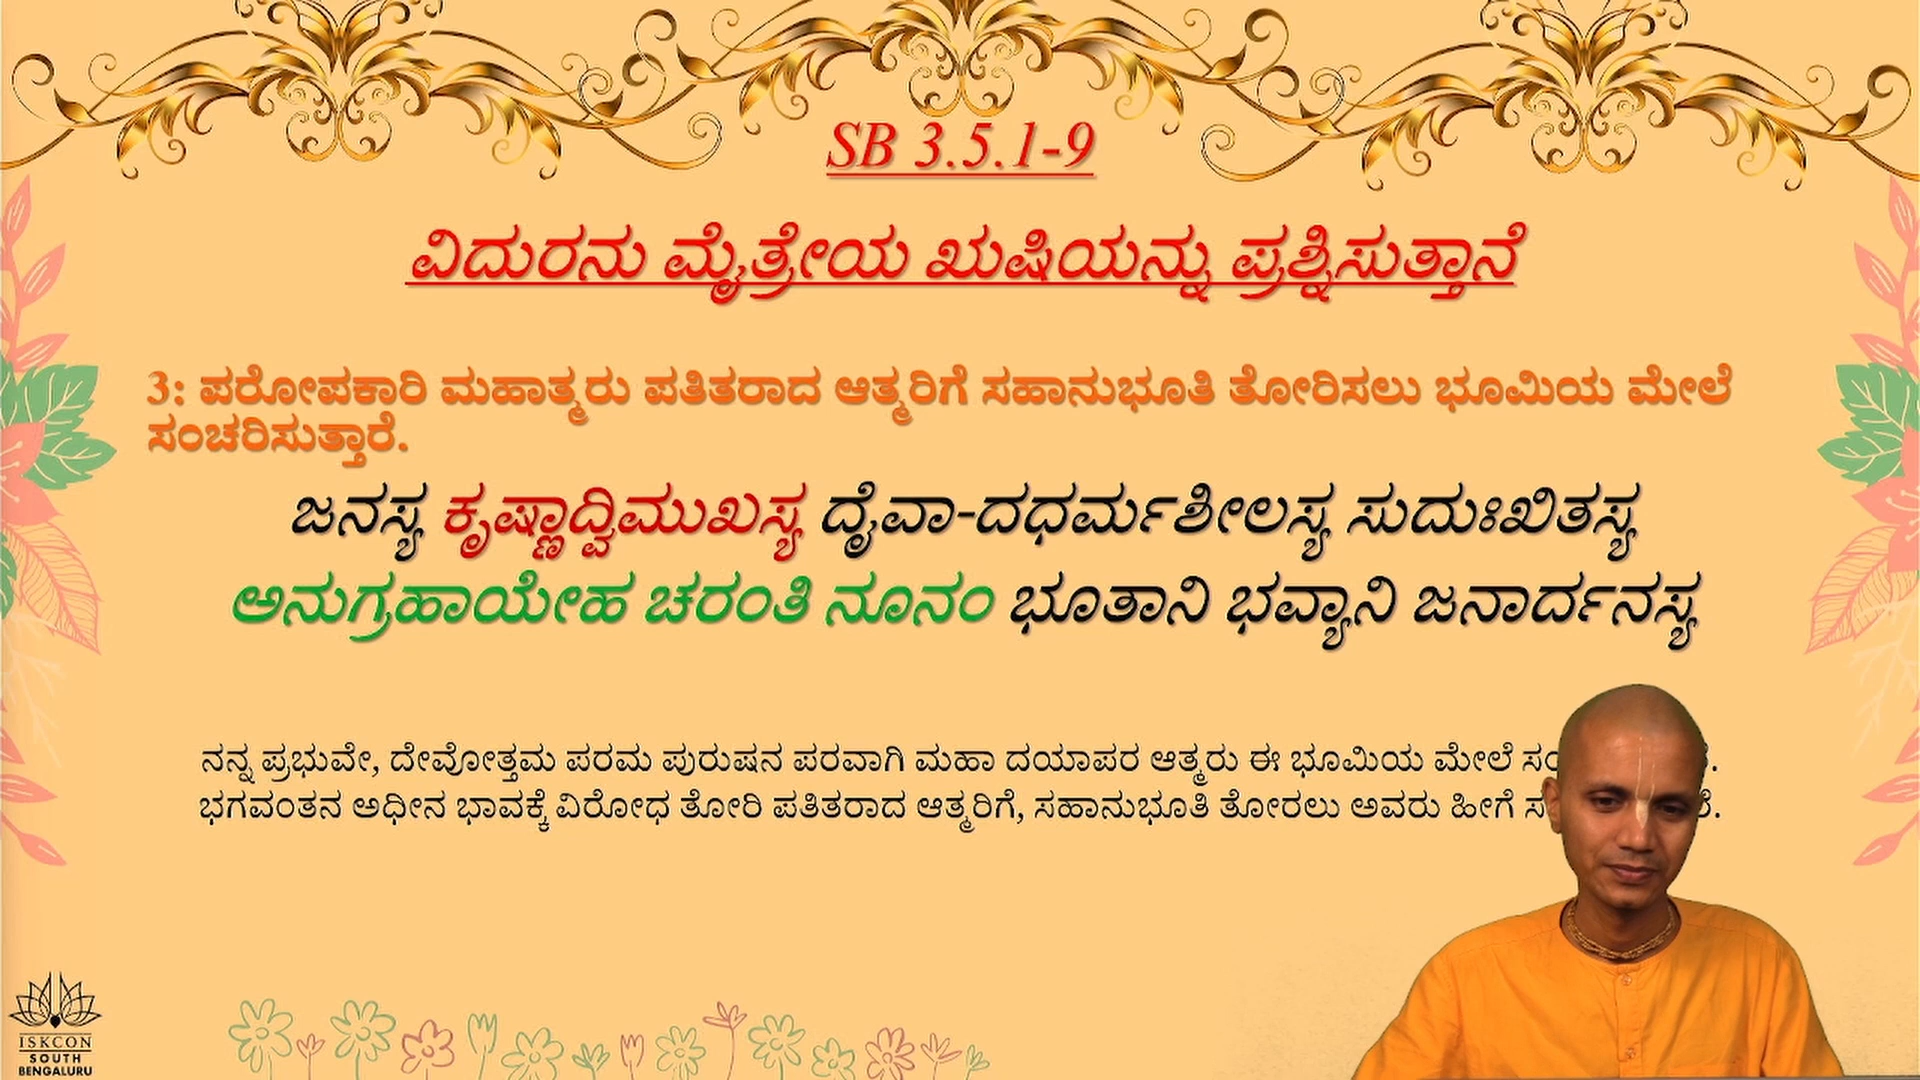 SB 3.5.1-9
ವಿದುರನು ಮೈತ್ರೇಯ ಋಷಿಯನ್ನು ಪ್ರಶ್ನಿಸುತ್ತಾನೆ
3: ಪರೋಪಕಾರಿ ಮಹಾತ್ಮರು ಪತಿತರಾದ ಆತ್ಮರಿಗೆ ಸಹಾನುಭೂತಿ ತೋರಿಸಲು ಭೂಮಿಯ ಮೇಲೆ
ಸಂಚರಿಸುತ್ತಾರೆ.
ಜನಸ್ಯ ಕೃಷ್ಣಾದ್ವಿಮುಖಸ್ಯ ದೈವಾ-ದಧರ್ಮಶೀಲಸ್ಯ ಸುದುಃಖಿತಸ್ಯ
ಅನುಗ್ರಹಾಯೇಹ ಚರಂತಿ ನೂನಂ ಭೂತಾನಿ ಭವ್ಯಾನಿ ಜನಾರ್ದನಸ್ಯ
ನನ್ನ ಪ್ರಭುವೇ, ದೇವೋತ್ತಮ ಪರಮ ಪುರುಷನ ಪರವಾಗಿ ಮಹಾ ದಯಾಪರ ಆತ್ಮರು ಈ ಭೂಮಿಯ ಮೇಲೆ
ಭಗವಂತನ ಅಧೀನ ಭಾವಕ್ಕೆ ವಿರೋಧ ತೋರಿ ಪತಿತರಾದ ಆತ್ಮರಿಗೆ, ಸಹಾನುಭೂತಿ ತೋರಲು ಅವರು ಹೀಗೆ
ISKCON
SOUTH
BENGALURU